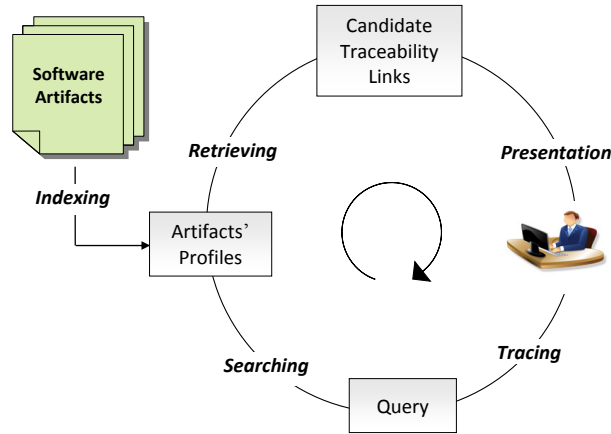 Candidate
Traceability
Links
Software
Artifacts
Retrieving
Presentation
Indexing
Artifacts’
Profiles
Searching
Tracing
Query